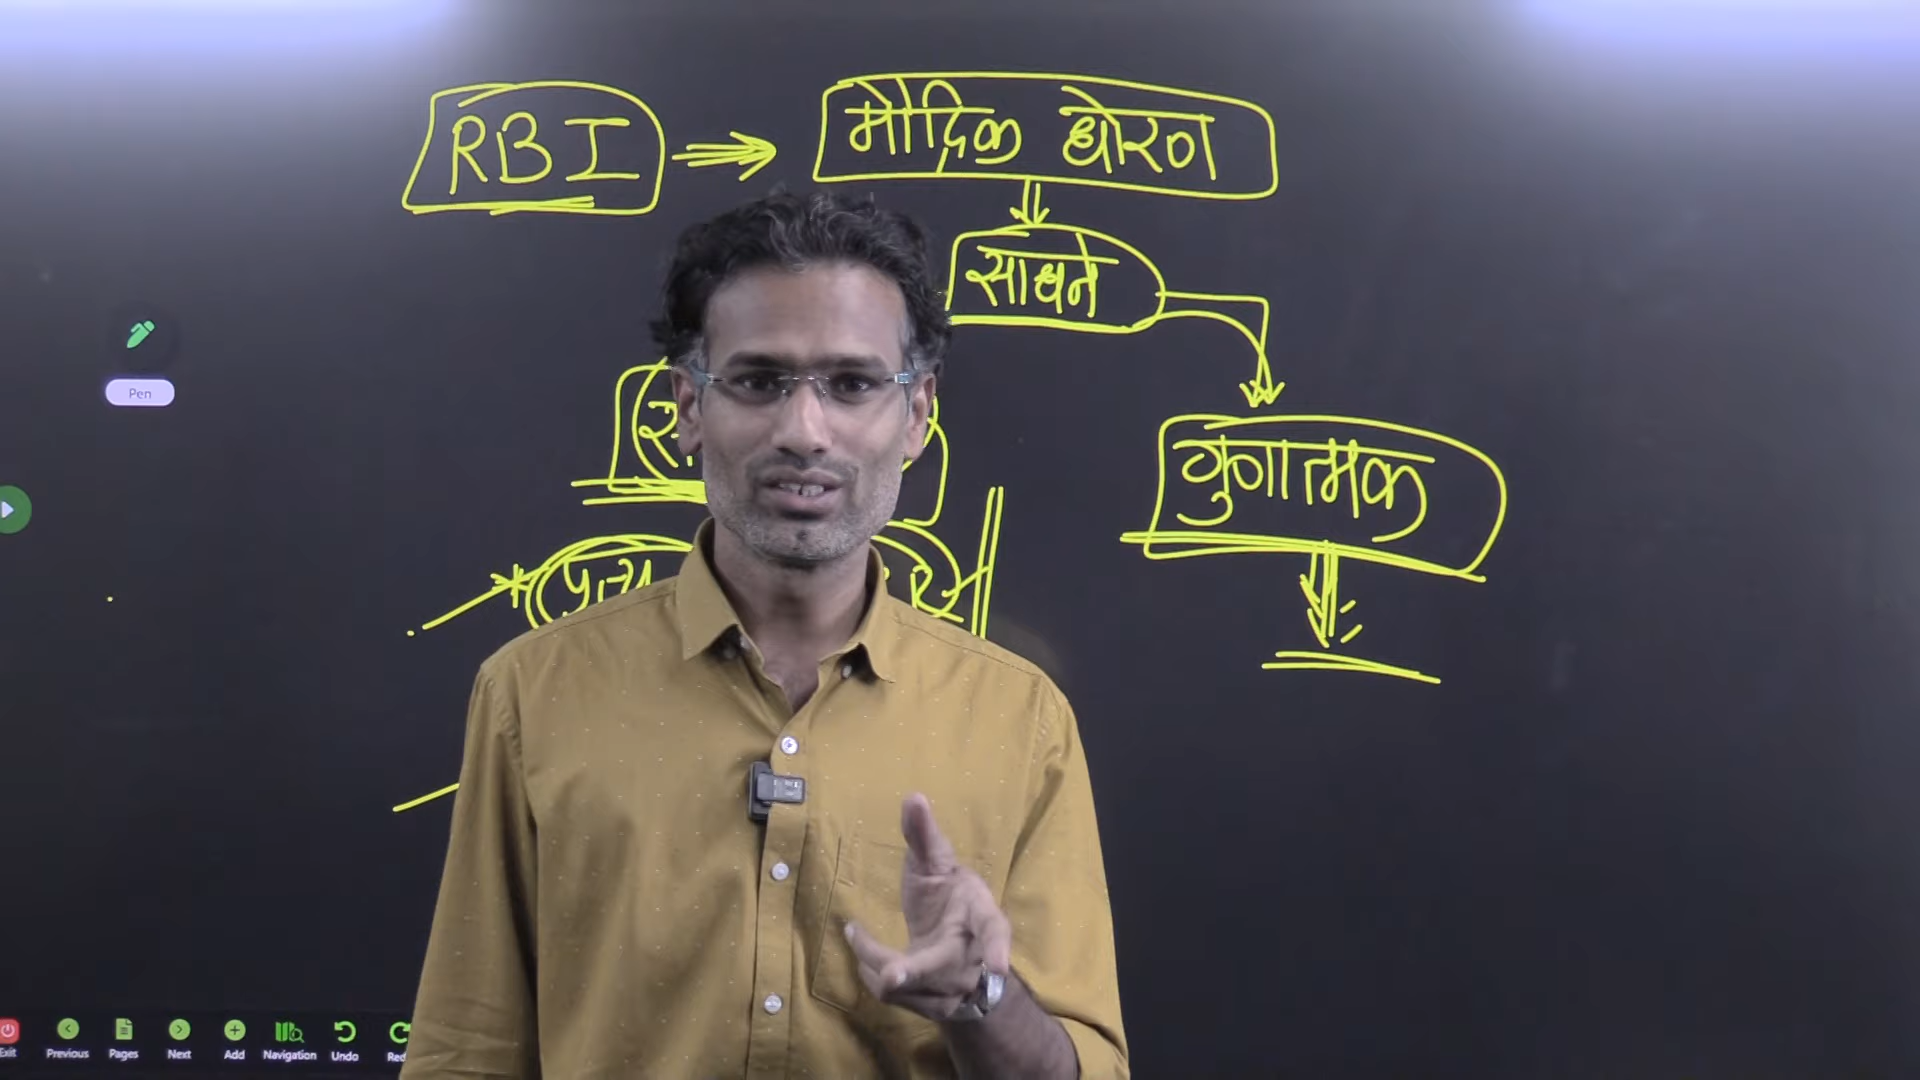 RBI
मौद्रिक धोरण
साधने
Pen
गुणात्मक
Exit
Previous
Pages
Next
Add
Navigation
Undo